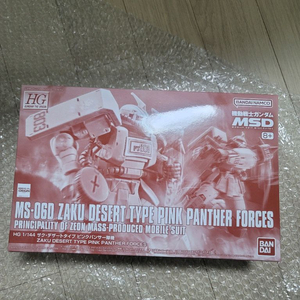 HG
BANDAI NAMCO
機動戦士ガンダム
MSD
8+
MS-06D ZAKU DESERT TYPE PINK PANTHER FORCES
PRINCIPALITY OF ZEON MASS-PRODUCED MOBILE SUIT
HG 1/144 ザク・デザートタイプ ピンクパンサー隊機
ZAKU DESERT TYPE PINK PANTHER FORCES
BANDAI